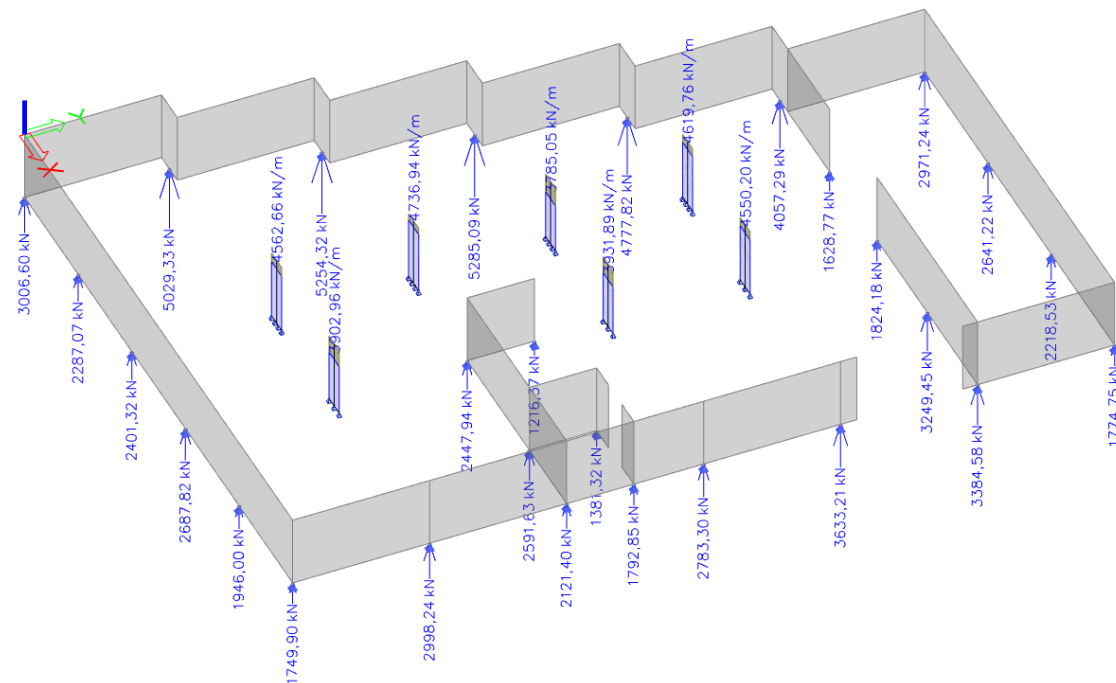 4619,76 kN/m
Y
X
4736,94 kN/m
785,05 kN/m
4562,66 kN/m
5254,32 kN
5285,09 kN
4777,82 kN
931,89 kN/m
4550,20 kN/m
4057,29 kN
2971,24 kN
3006,60 kN
5029,33 kN
902,96 kN/m
1628,77 kN
2641,22 kN
2287,07 kN
1824,18 kN
2218,53 kN
2401,32 kN
2447,94 kN
1216,37 kN
3249,45 kN
1774,75 kN
2687,82 kN
2591,63 kN
1381,32 kN
3384,58 kN
1946,00 kN
2121,40 kN
1792,85 kN
2783,30 kN
3633,21 kN
1749,90 kN
2998,24 kN